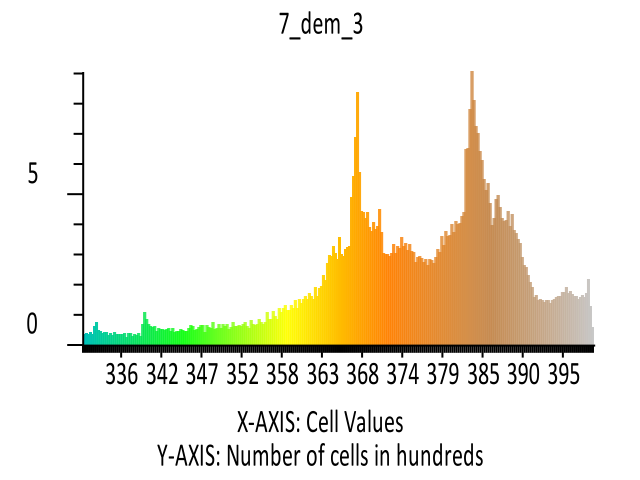 7_dem_3
5
0
336 342 347 352 358 363 368 374 379 385 390 395
X-AXIS: Cell Values
Y-AXIS: Number of cells in hundreds